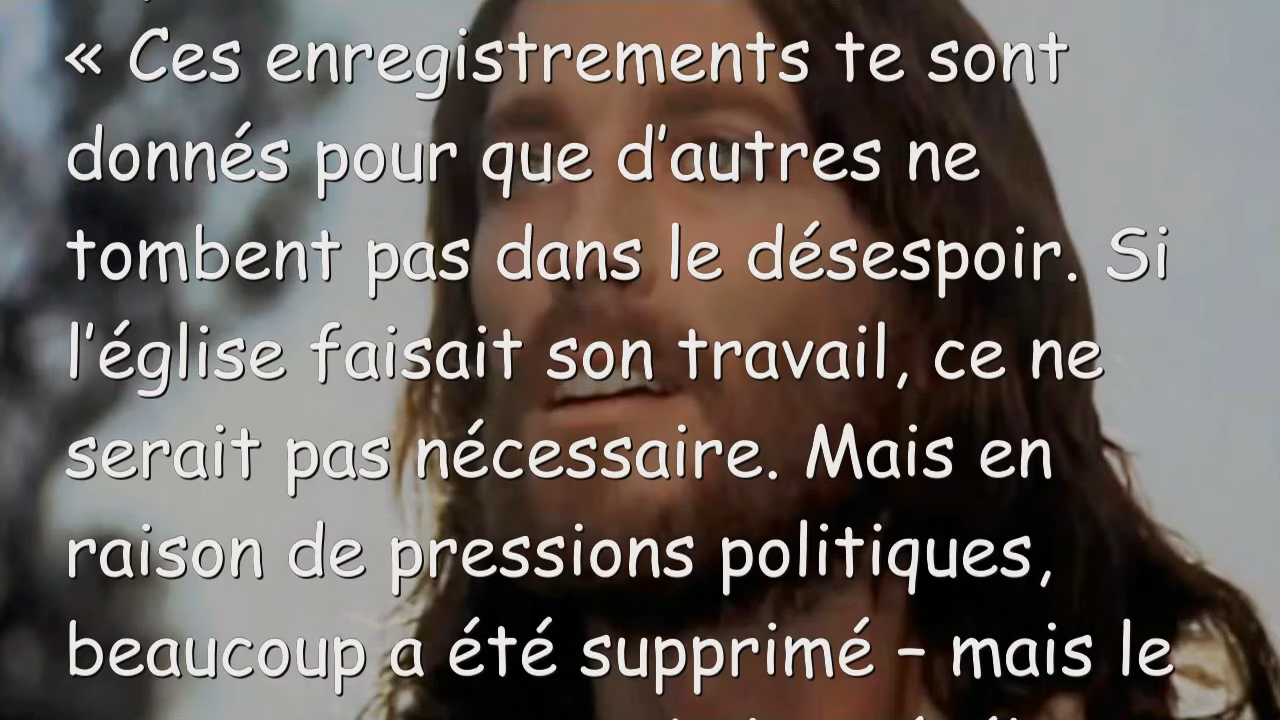 « Ces enregistrements te sont
donnés pour que d’autres ne
tombent pas dans le désespoir. Si
l’église faisait son travail, ce ne
serait pas nécessaire. Mais en
raison de pressions politiques,
beaucoup a été supprimé – mais le